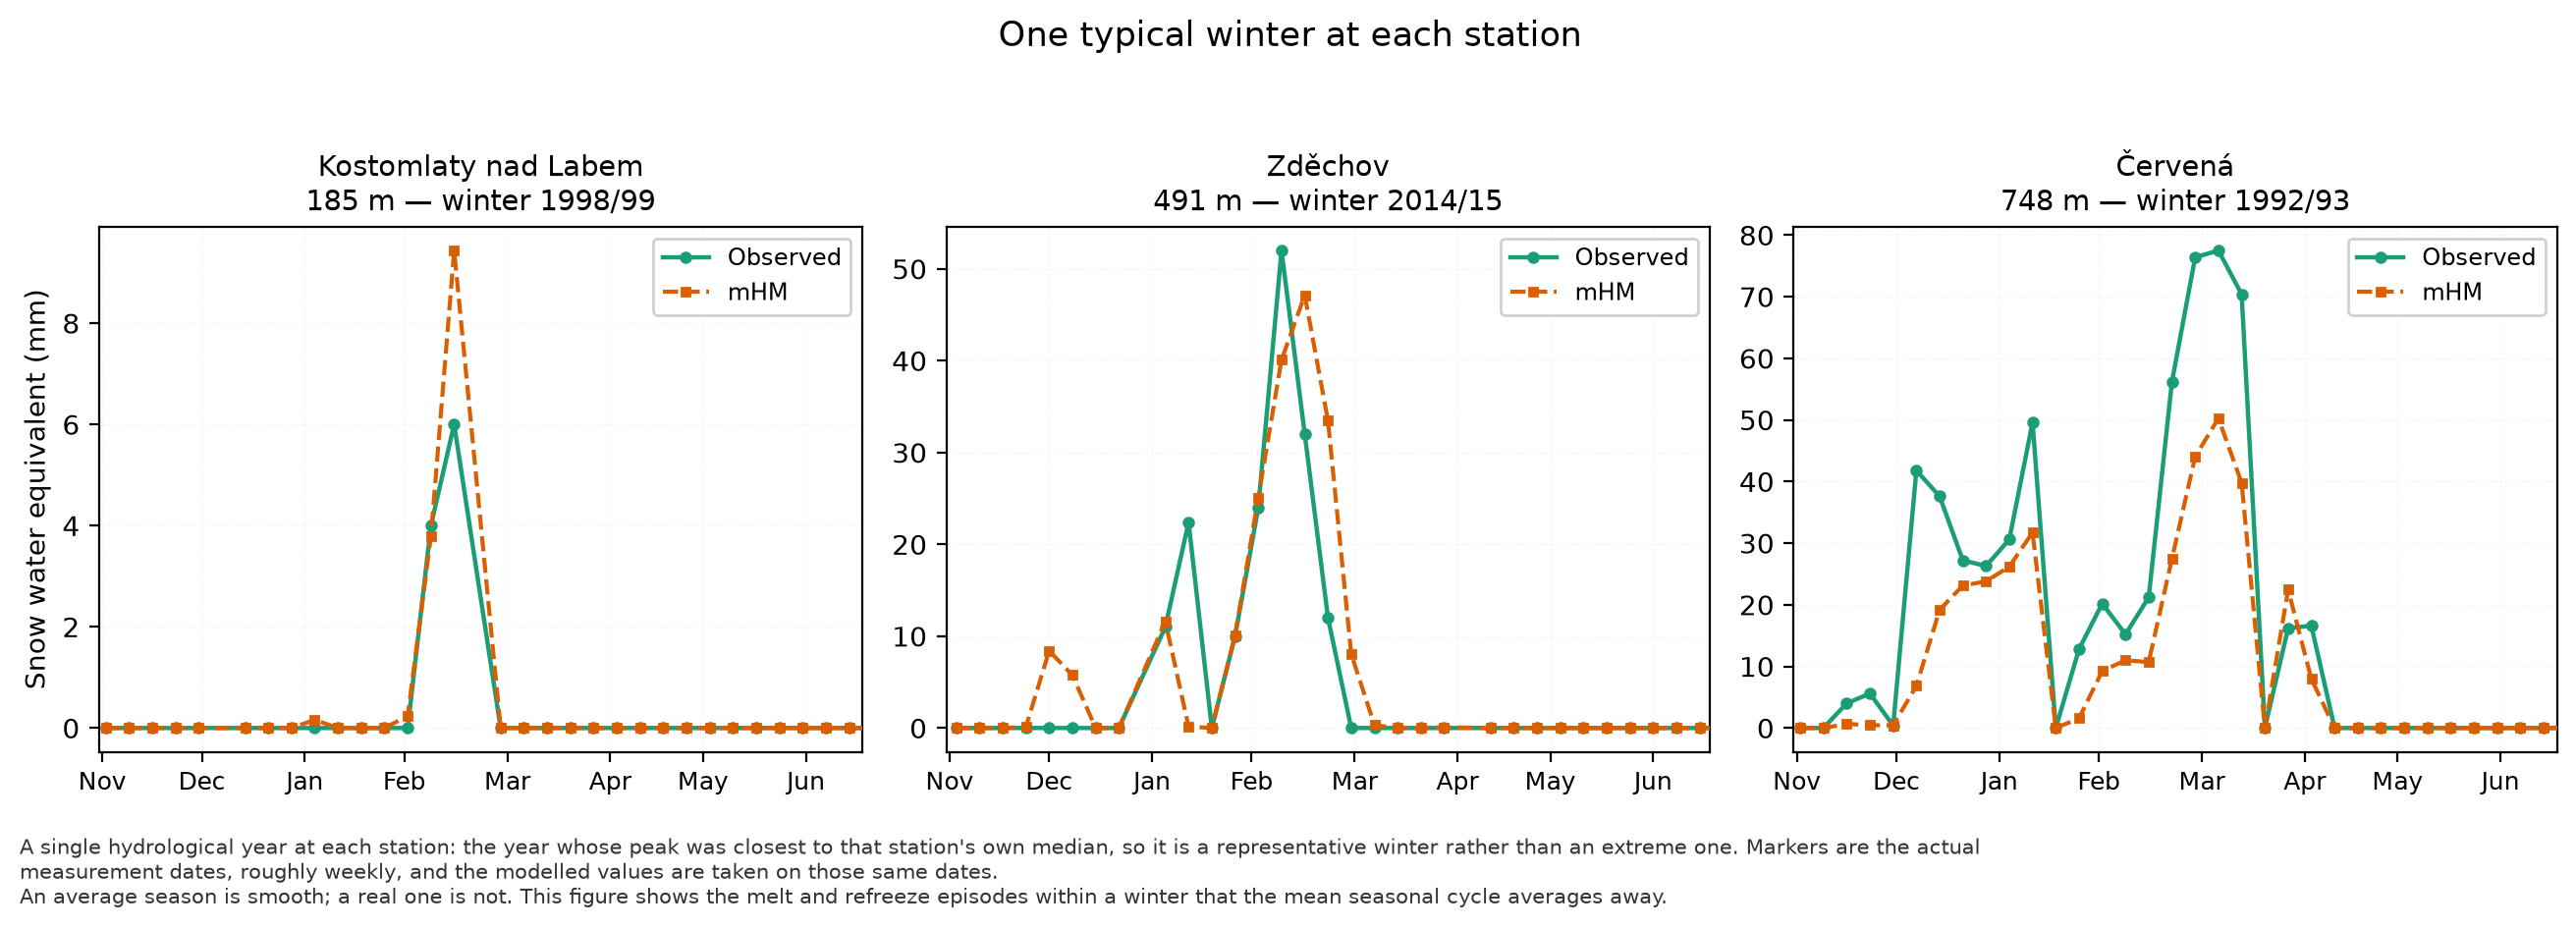 One typical winter at each station
Kostomlaty nad Labem
185 m — winter 1998/99
Zděchov
491 m — winter 2014/15
Červená
748 m — winter 1992/93
Snow water equivalent (mm)
8
6
4
2
0
Observed
mHM
Nov Dec Jan Feb Mar Apr May Jun
50
40
30
20
10
0
Observed
mHM
Nov Dec Jan Feb Mar Apr May Jun
80
70
60
50
40
30
20
10
0
Observed
mHM
Nov Dec Jan Feb Mar Apr May Jun
A single hydrological year at each station: the year whose peak was closest to that station's own median, so it is a representative winter rather than an extreme one. Markers are the actual
measurement dates, roughly weekly, and the modelled values are taken on those same dates.
An average season is smooth; a real one is not. This figure shows the melt and refreeze episodes within a winter that the mean seasonal cycle averages away.